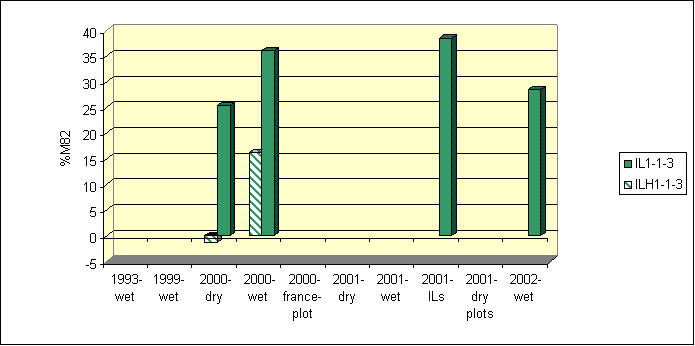 40
35
30
25
20
15
10
5
0
-5
%M82
1993-
wet
1999-
wet
2000-
dry
2000-
wet
2000-
france-
plot
2001-
dry
2001-
wet
2001-
ILs
2001-
dry
plots
2002-
wet
IL1-1-3
ILH1-1-3